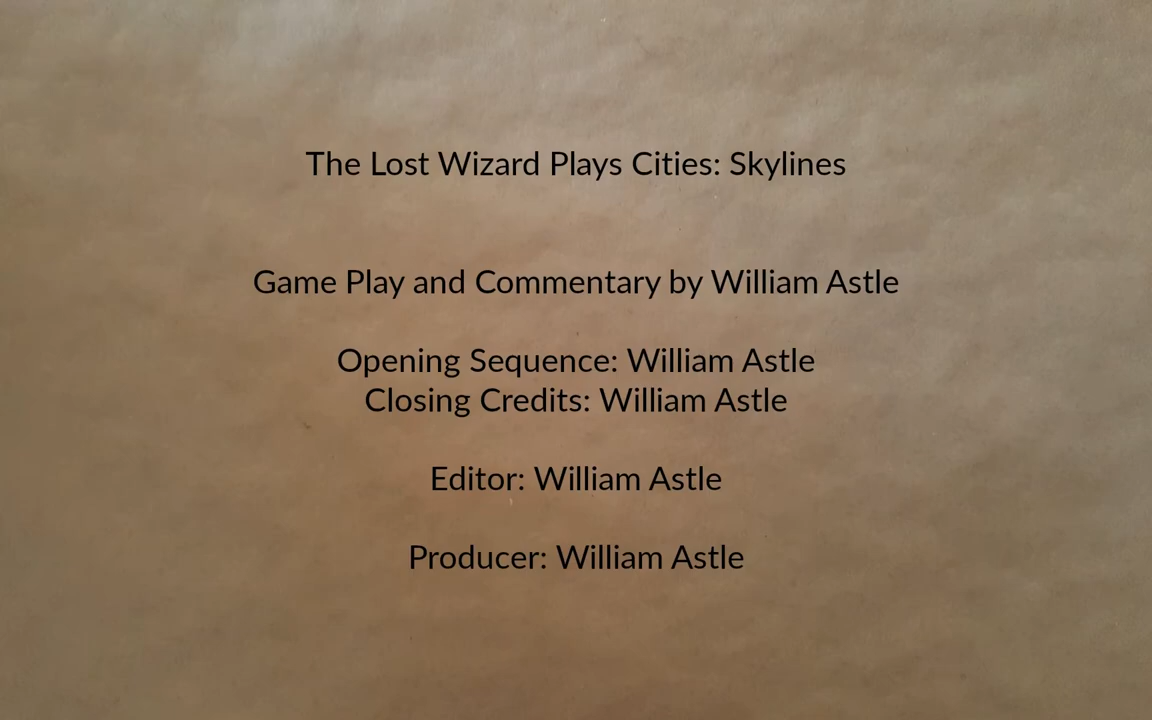 The Lost Wizard Plays Cities: Skylines
Game Play and Commentary by William Astle
Opening Sequence: William Astle
Closing Credits: William Astle
Editor: William Astle
Producer: William Astle